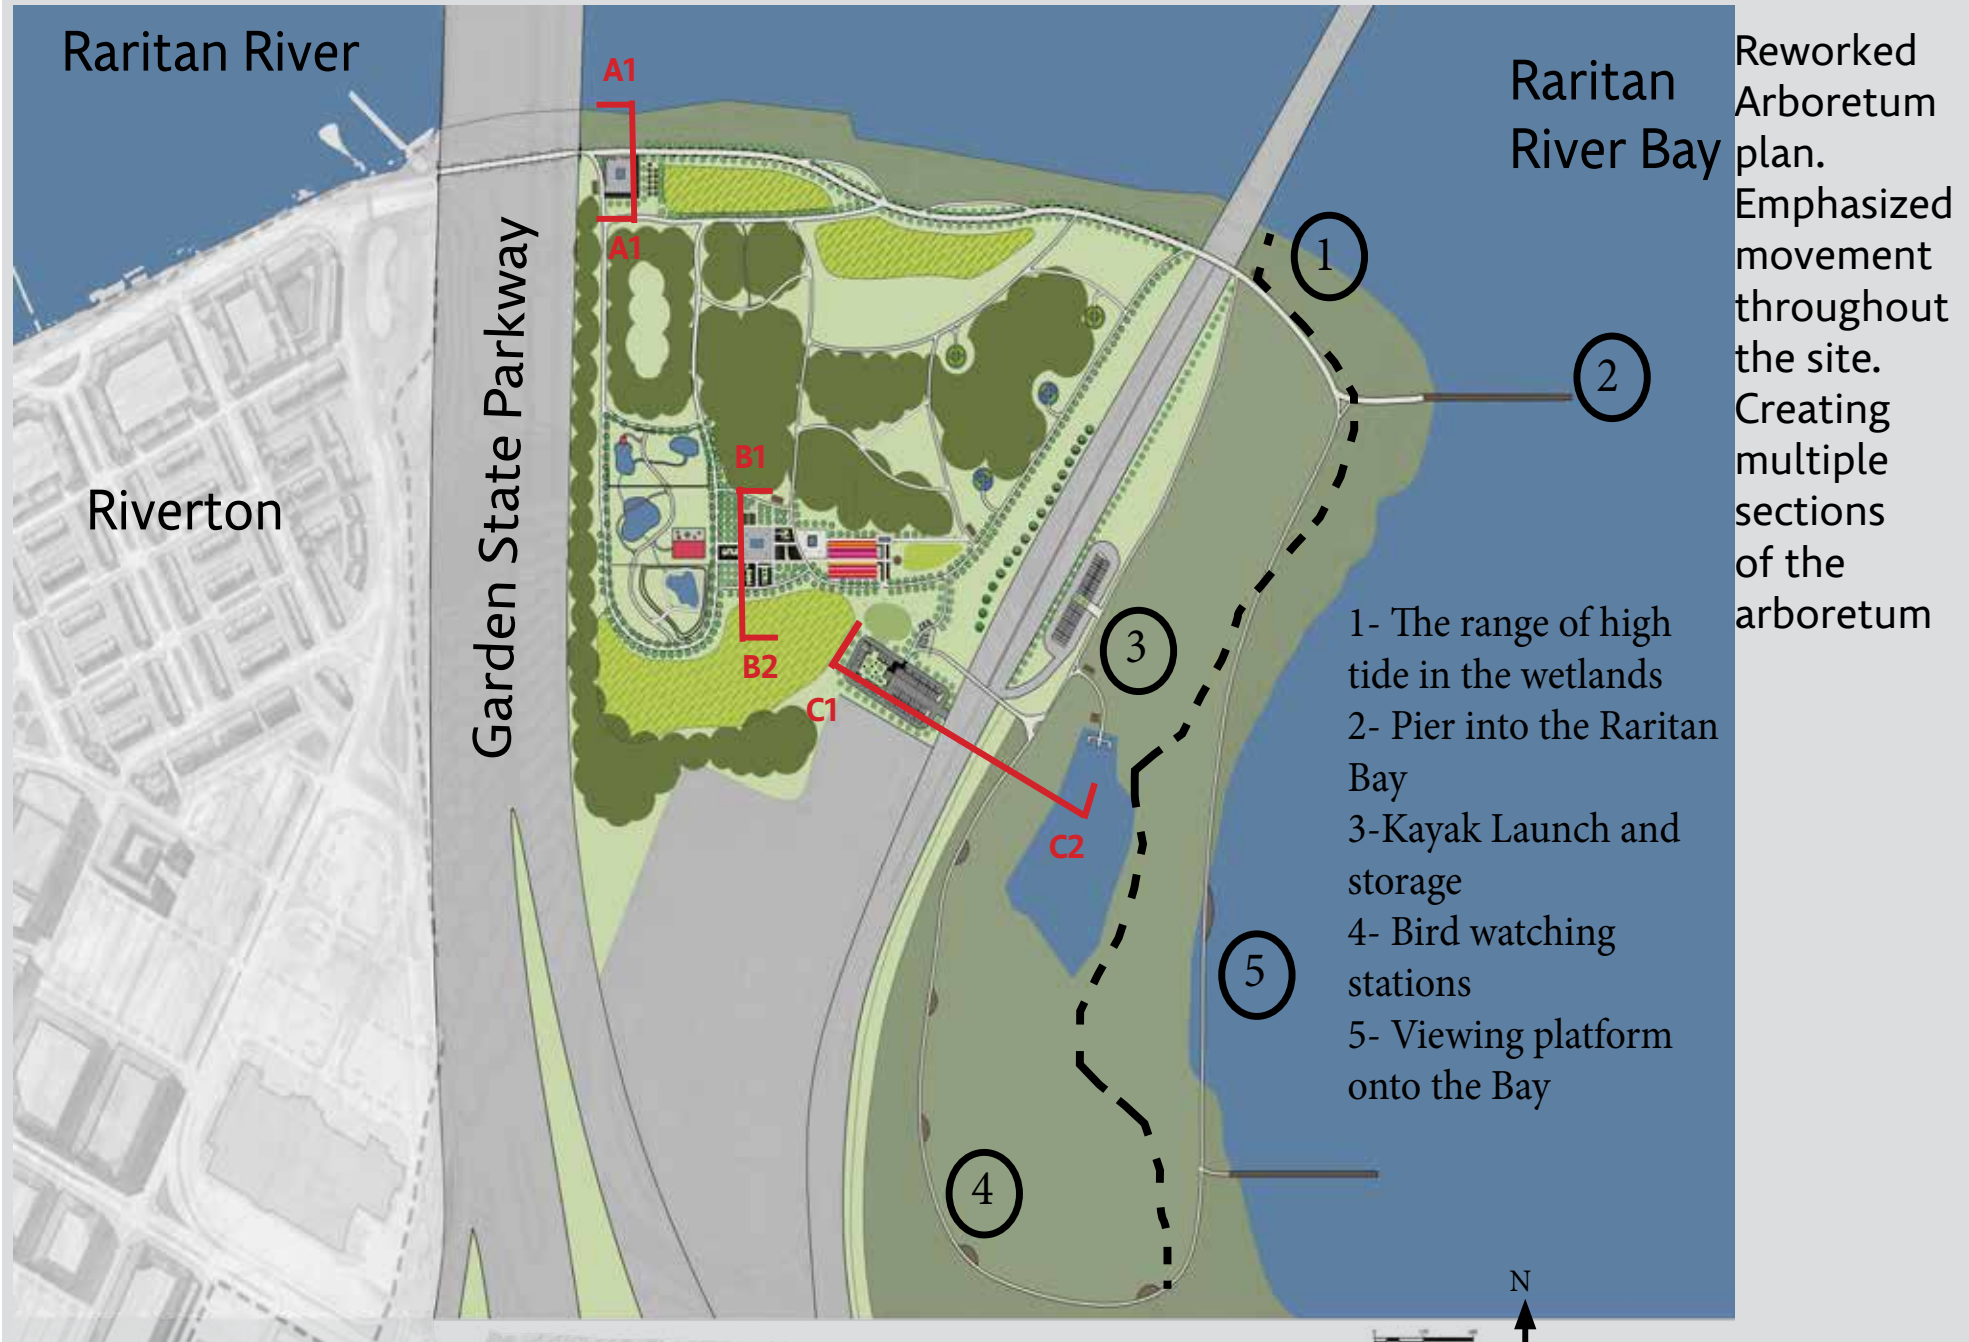 Raritan River
A1
A1
Raritan
River Bay
Reworked
Arboretum
plan.
Emphasized
movement
throughout
the site.
Creating
multiple
sections
of the
arboretum
Garden State Parkway
Riverton
1
2
B1
B2
C1
3
C2
5
4
1- The range of high
tide in the wetlands
2- Pier into the Raritan
Bay
3-Kayak Launch and
storage
4- Bird watching
stations
5- Viewing platform
onto the Bay
N